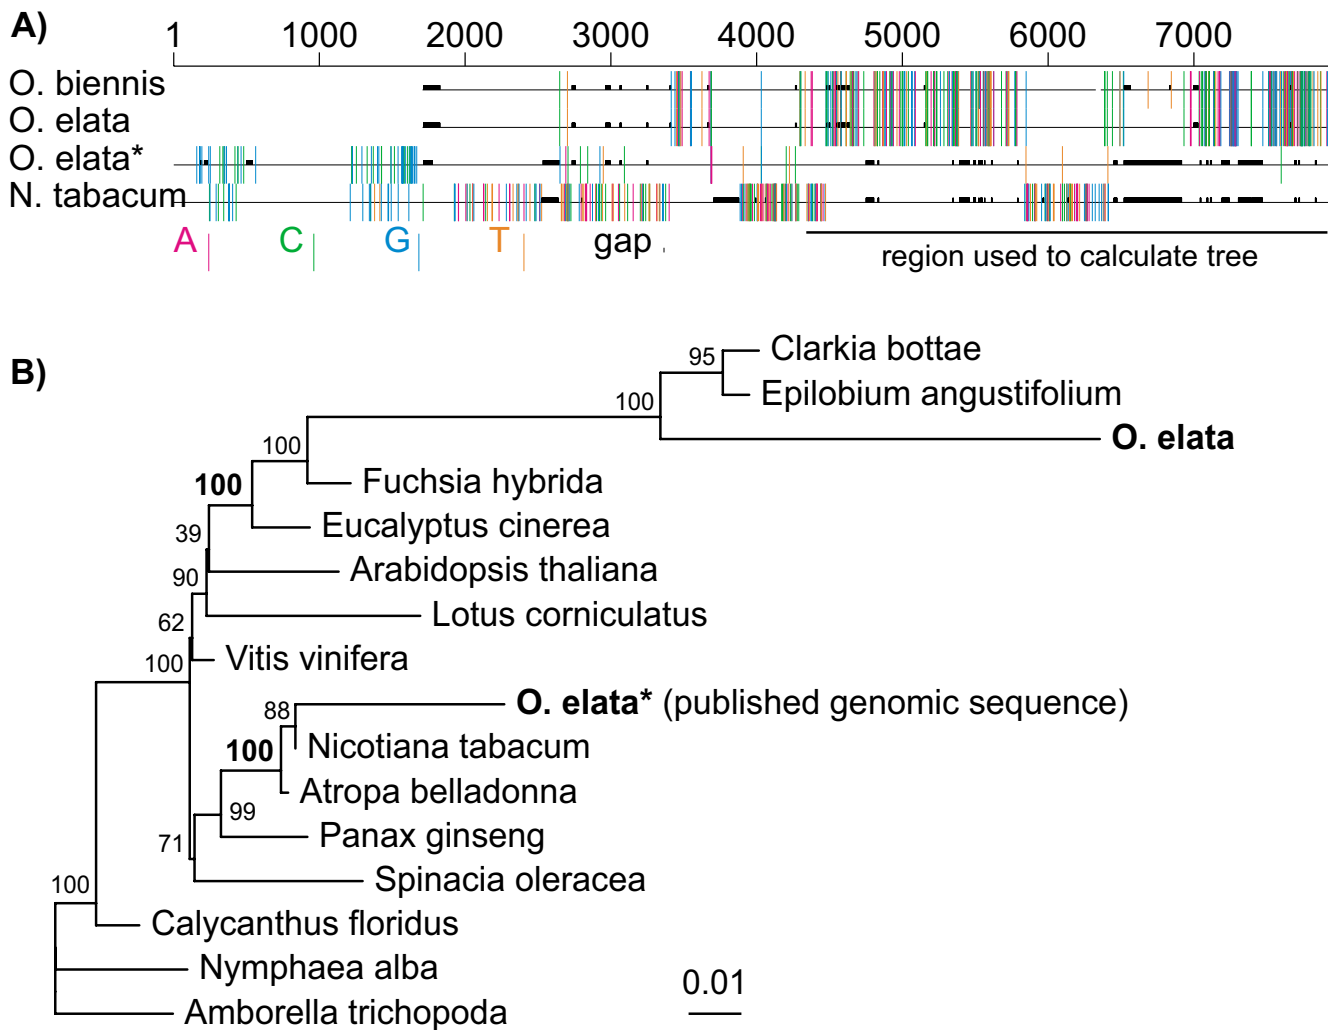 A)
1 1000 2000 3000 4000 5000 6000 7000
O. biennis
O. elata
O. elata*
N. tabacum
A C G T gap
region used to calculate tree
B)
95 Clarkia bottae
Epilobium angustifolium
100
O. elata
100
Fuchsia hybrida
100
Eucalyptus cinerea
39
Arabidopsis thaliana
90
Lotus corniculatus
62
Vitis vinifera
100
O. elata* (published genomic sequence)
88
Nicotiana tabacum
100
Atropa belladonna
99
Panax ginseng
71
Spinacia oleracea
100
Calycanthus floridus
Nymphaea alba
0.01
Amborella trichopoda